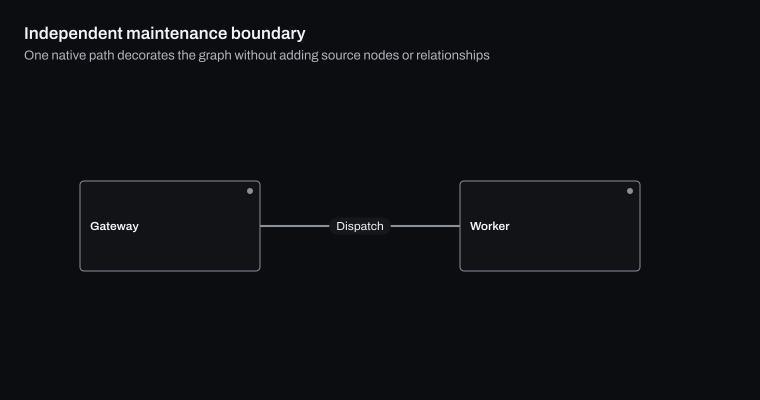 Independent maintenance boundary
One native path decorates the graph without adding source nodes or relationships
Gateway
Dispatch
Worker